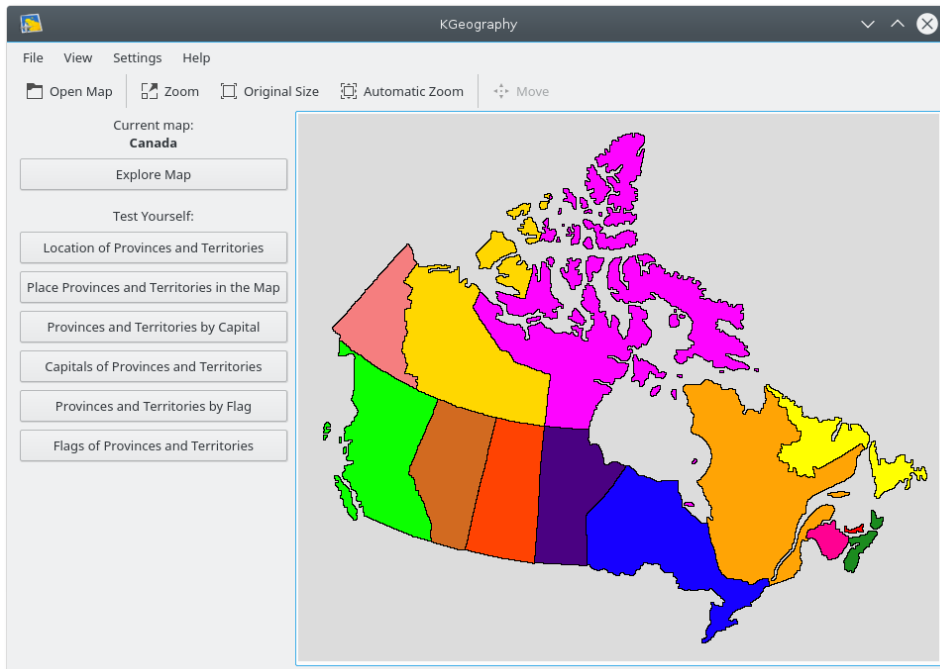 KGeography
File View Settings Help
Open Map Zoom Original Size Automatic Zoom Move
Current map:
Canada
Explore Map
Test Yourself:
Location of Provinces and Territories
Place Provinces and Territories in the Map
Provinces and Territories by Capital
Capitals of Provinces and Territories
Provinces and Territories by Flag
Flags of Provinces and Territories